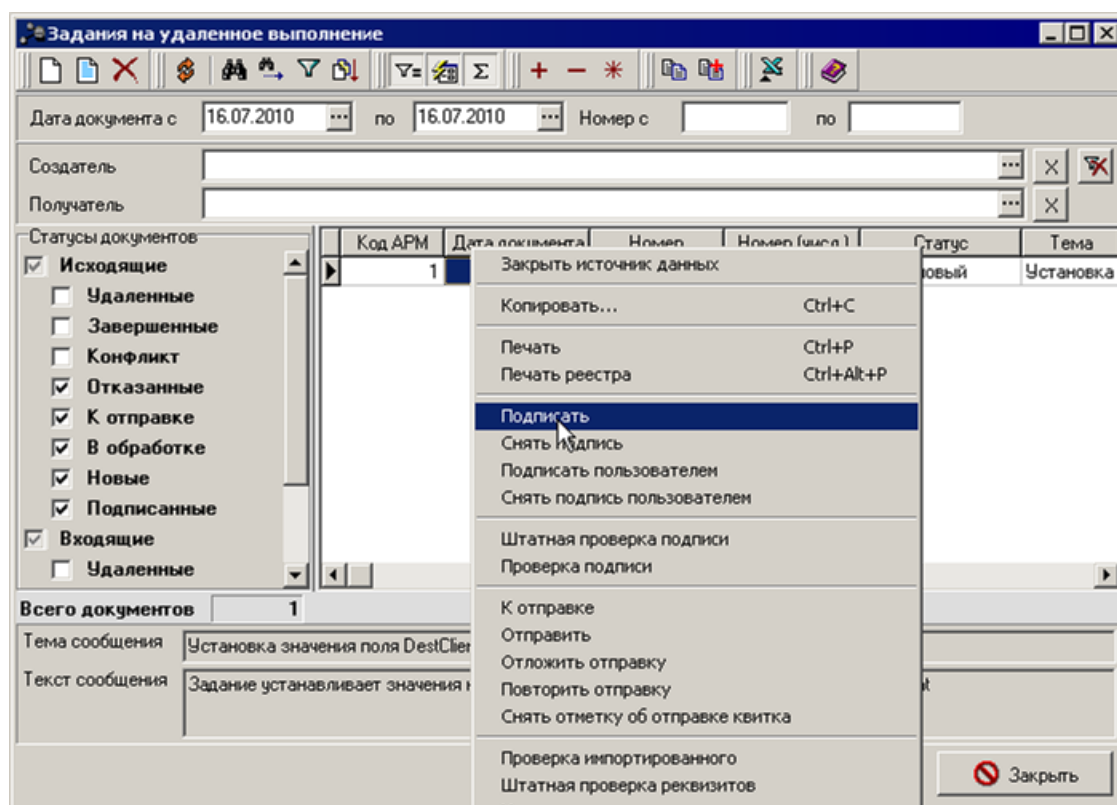 Задания на удаленное выполнение
Дата документа с 16.07.2010 ... по 16.07.2010 ... Номер с по
Создатель ...
Получатель ...
Статусы документов
Исходящие
Удаленные
Завершенные
Конфликт
Отказанные
К отправке
В обработке
Новые
Подписанные
Входящие
Удаленные
Код АРМ Дата документа Номер Номер (числ.) Статус Тема
1 овый Установка
Закрыть источник данных
Копировать... Ctrl+C
Печать Ctrl+P
Печать реестра Ctrl+Alt+P
Подписать
Снять подпись
Подписать пользователем
Снять подпись пользователем
Штатная проверка подписи
Проверка подписи
К отправке
Отправить
Отложить отправку
Повторить отправку
Снять отметку об отправке квитка
Проверка импортированного
Штатная проверка реквизитов
Всего документов 1
Тема сообщения Установка значения поля DestClien
Текст сообщения Задание устанавливает значения
Закрыть